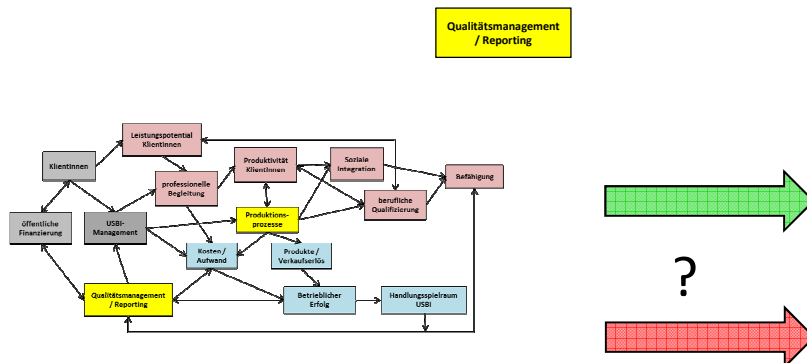 Qualitätsmanagement
/ Reporting
Leistungspotential
KlientInnen
KlientInnen
Produktivität
KlientInnen
Soziale
Integration
Befähigung
professionelle
Begleitung
berufliche
Qualifizierung
öffentliche
Finanzierung
USBI-
Management
Produktions-
prozesse
Kosten /
Aufwand
Produkte /
Verkaufserlös
?
Qualitätsmanagement
/ Reporting
Betrieblicher
Erfolg
Handlungsspielraum
USBI